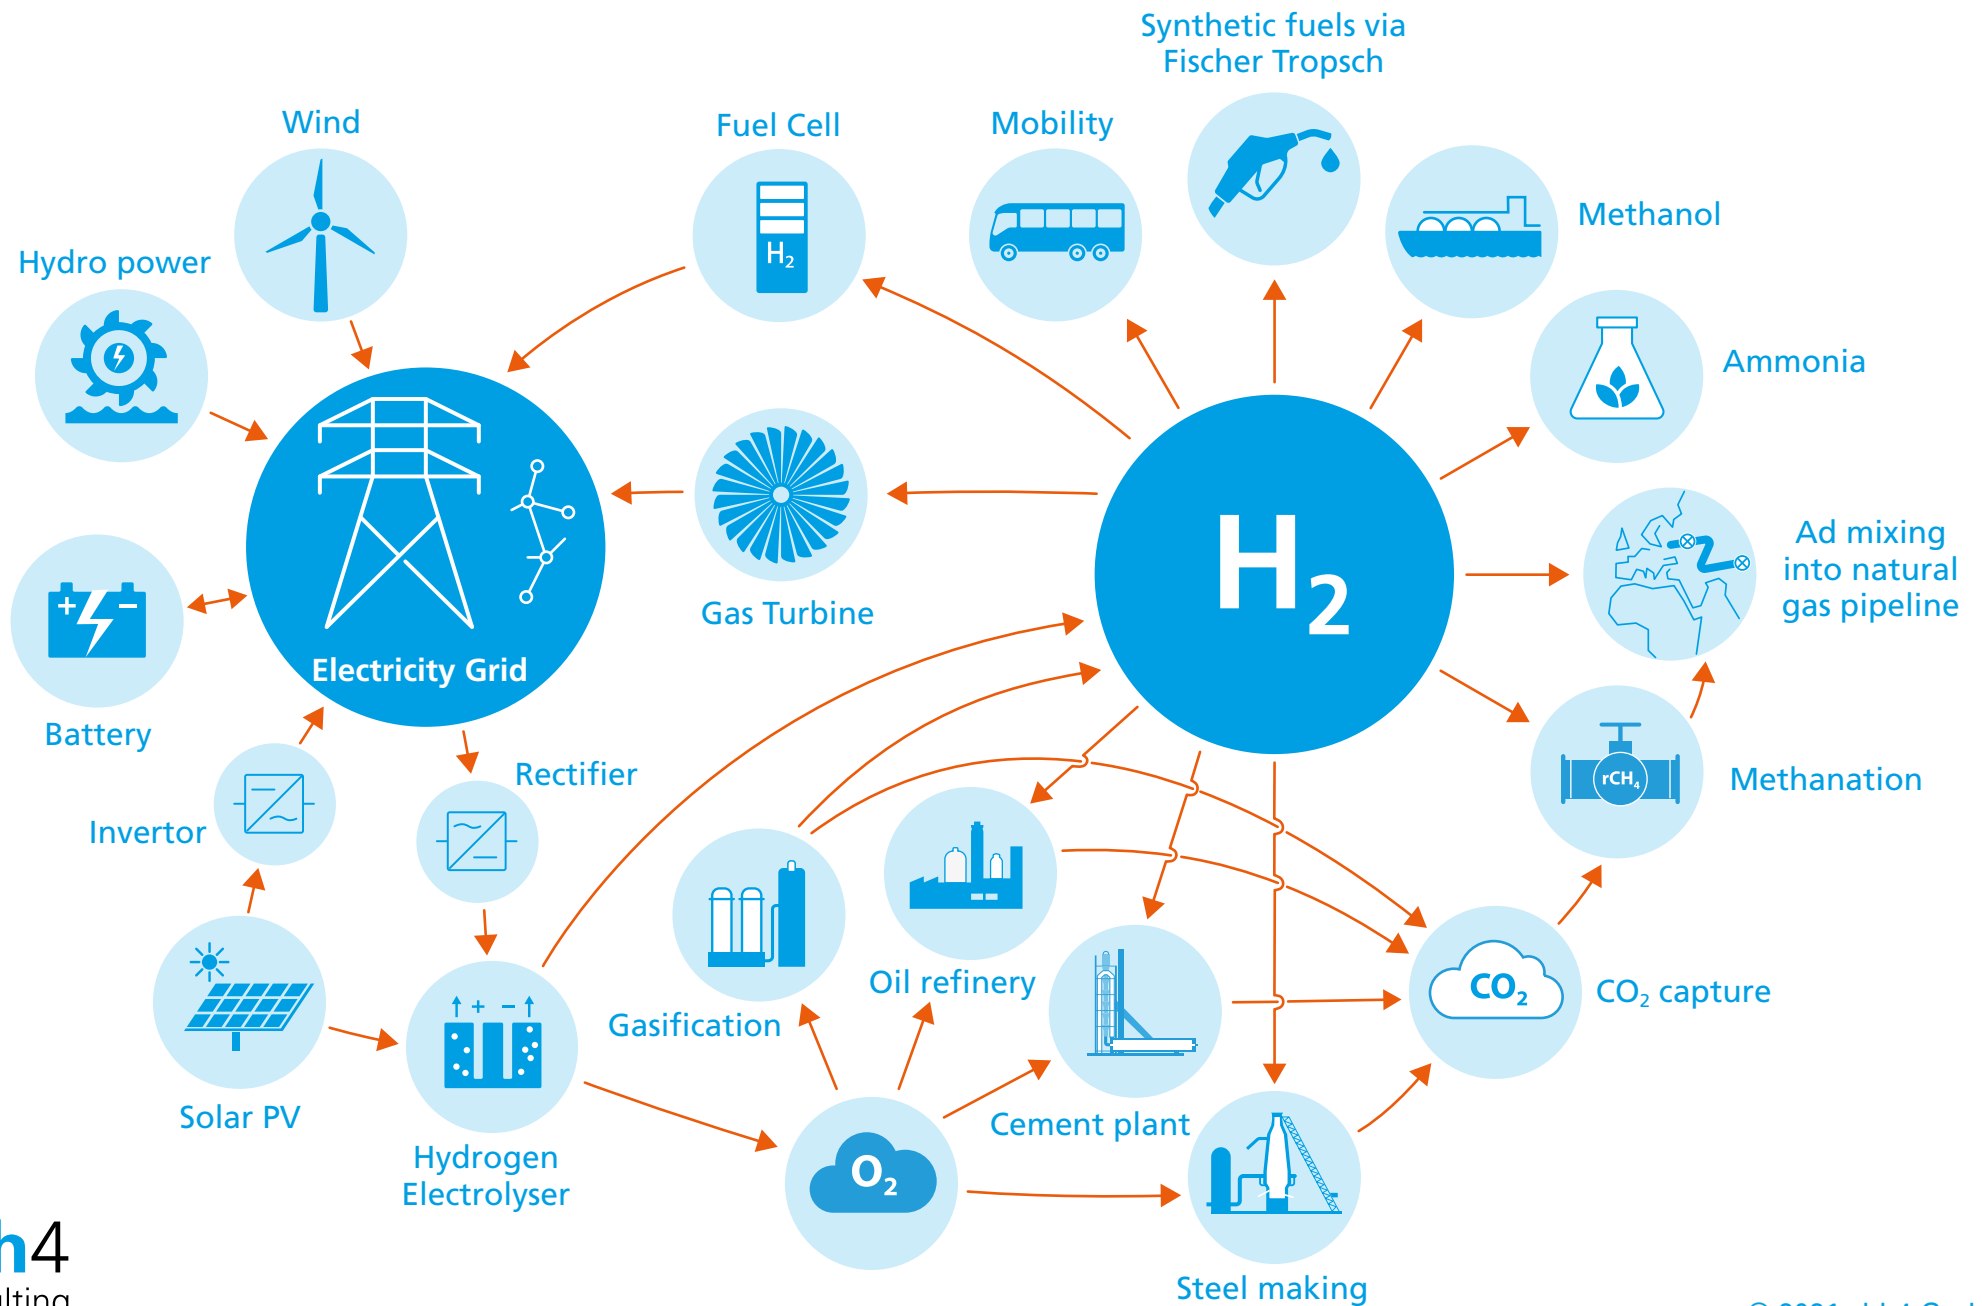 Synthetic fuels via
Fischer Tropsch
Wind
Fuel Cell
Mobility
Methanol
Hydro power
H₂
Ammonia
Electricity Grid
Gas Turbine
H₂
Ad mixing
into natural
gas pipeline
+ −
Battery
Invertor
Rectifier
rCH₄
Methanation
Oil refinery
Gasification
CO₂
CO₂ capture
+ −
Solar PV
Hydrogen
Electrolyser
Cement plant
O₂
Steel making
h4